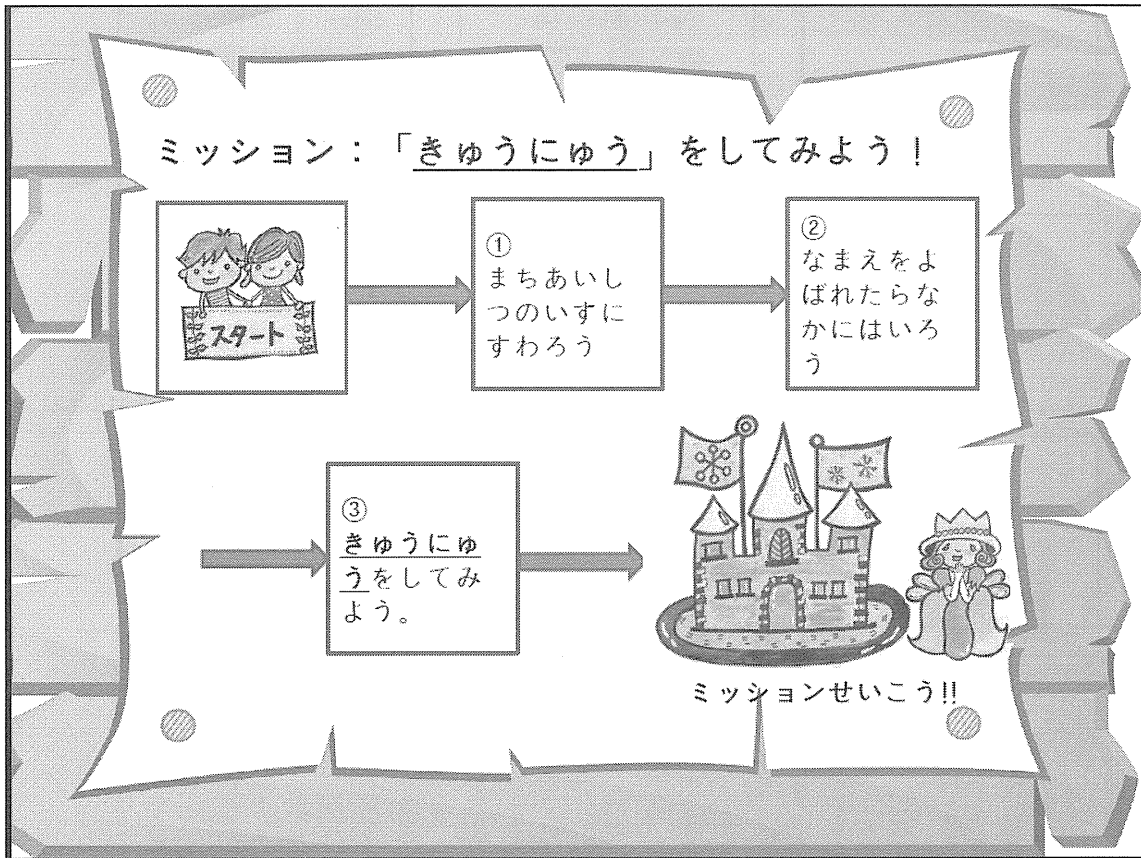 ミッション：「きゅうにゅう」をしてみよう！
スタート
①
まちあいし
つのいすに
すわろう
②
なまえをよ
ばれたらな
かにはいろ
う
③
きゅうにゅ
うをしてみ
よう。
ミッションせいこう!!